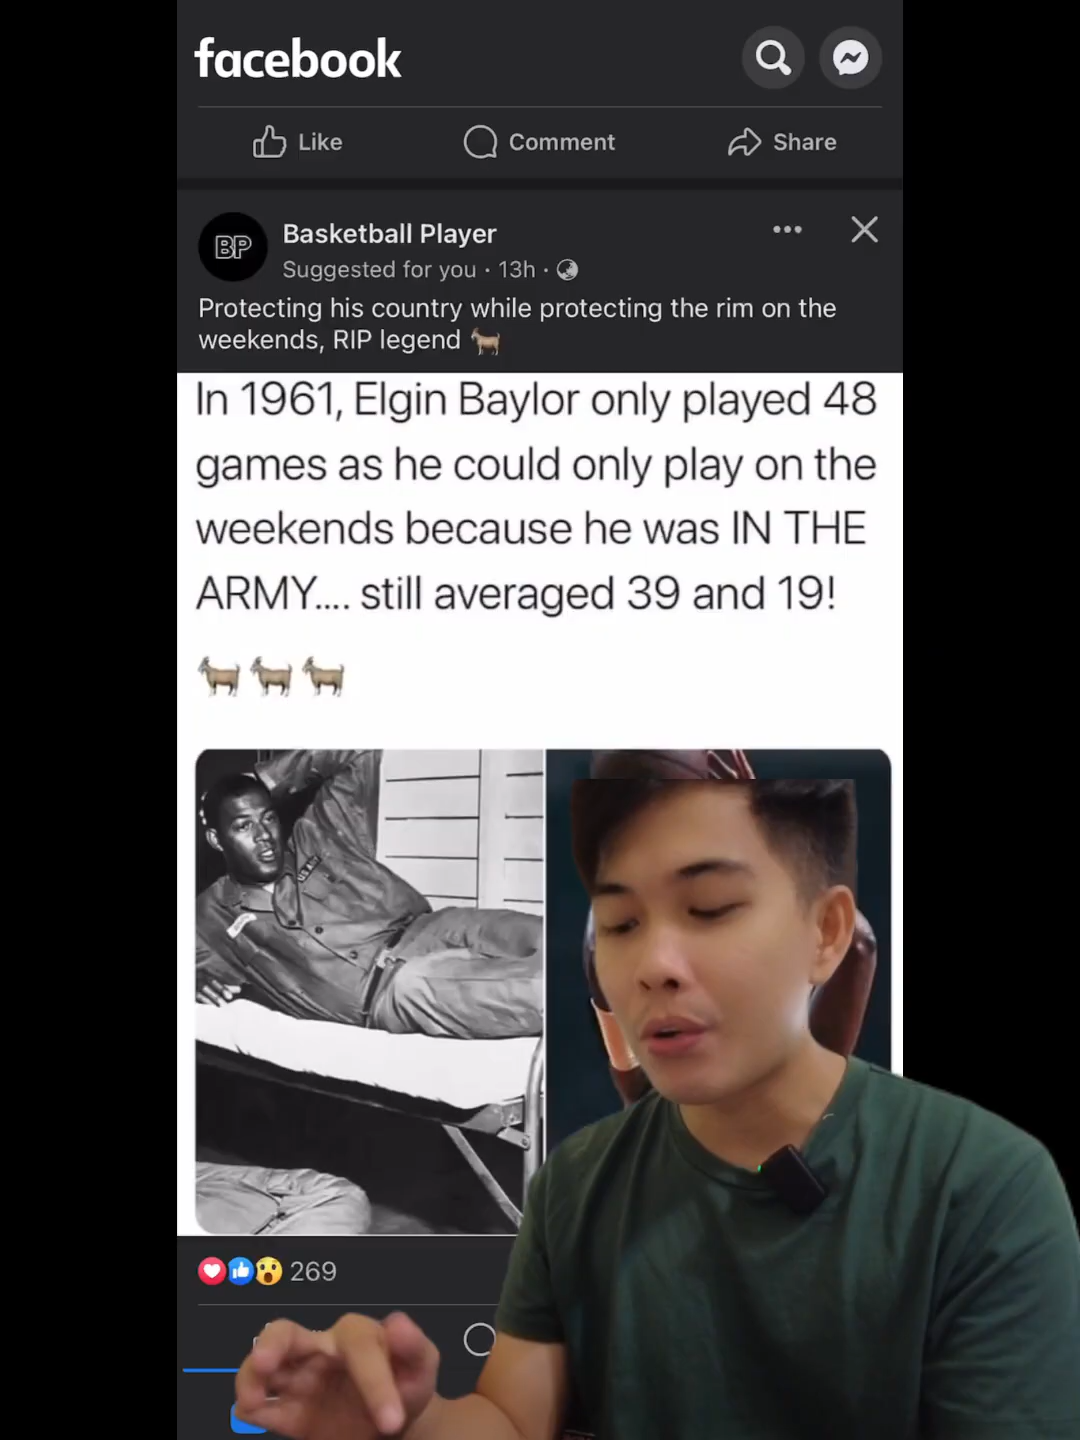 facebook
Like Comment Share
BP
Basketball Player
Suggested for you · 13h ·
Protecting his country while protecting the rim on the
weekends, RIP legend 🐐
In 1961, Elgin Baylor only played 48
games as he could only play on the
weekends because he was IN THE
ARMY.... still averaged 39 and 19!
🐐🐐🐐
269